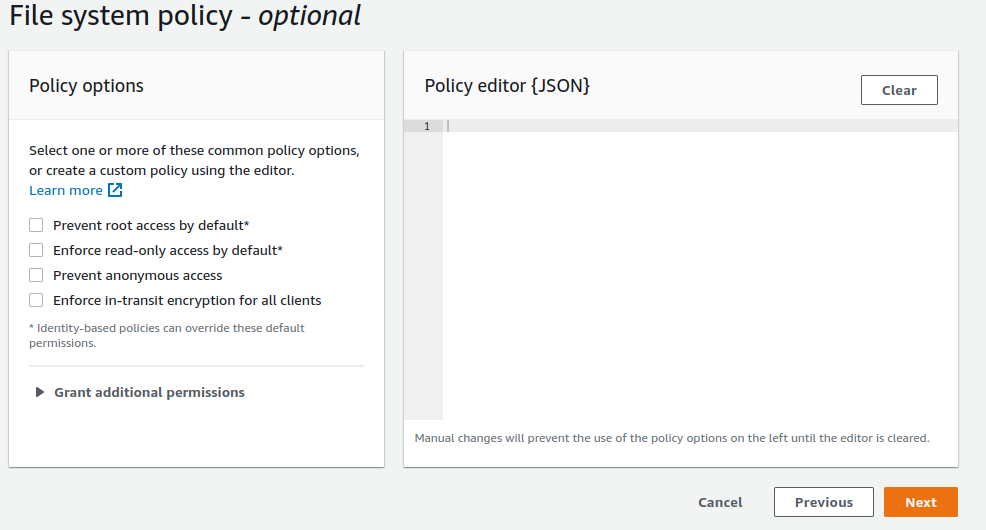 File system policy - optional
Policy options
Select one or more of these common policy options,
or create a custom policy using the editor.
Learn more
Prevent root access by default*
Enforce read-only access by default*
Prevent anonymous access
Enforce in-transit encryption for all clients
* Identity-based policies can override these default
permissions.
Grant additional permissions
Policy editor {JSON}
Clear
1
Manual changes will prevent the use of the policy options on the left until the editor is cleared.
Cancel
Previous
Next